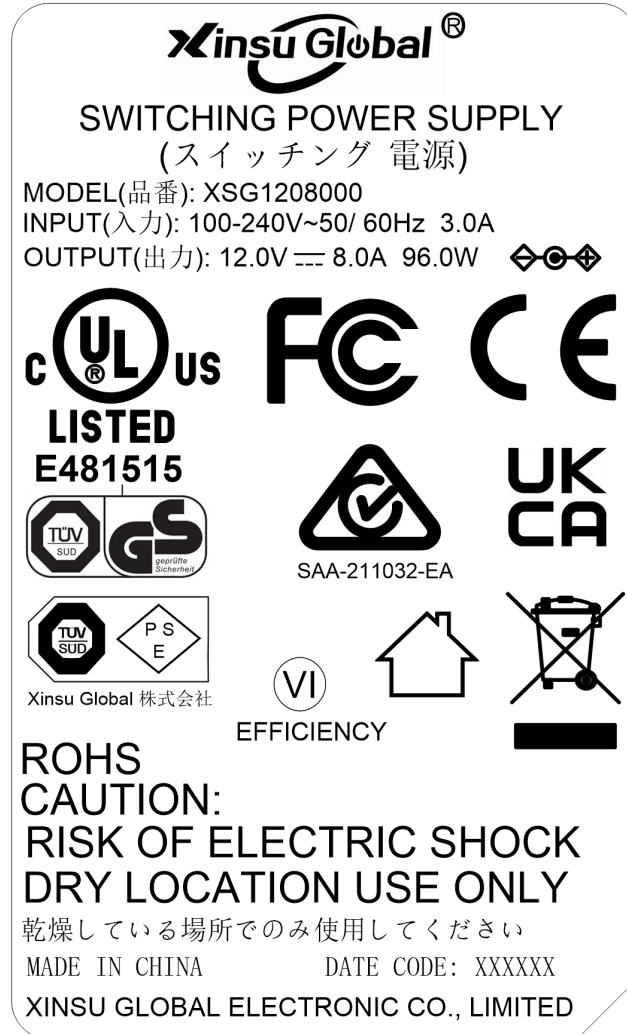 Xinsu Global ®
SWITCHING POWER SUPPLY
(スイッチング 電源)
MODEL(品番): XSG1208000
INPUT(入力): 100-240V~50/ 60Hz 3.0A
OUTPUT(出力): 12.0V ⎓ 8.0A 96.0W
C UL ® US
LISTED
E481515
FC CE
TÜV
SÜD
GS
geprüfte
Sicherheit
SAA-211032-EA
UK
CA
TÜV
SÜD
P S
E
Xinsu Global 株式会社
VI
EFFICIENCY
ROHS
CAUTION:
RISK OF ELECTRIC SHOCK
DRY LOCATION USE ONLY
乾燥している場所でのみ使用してください
MADE IN CHINA DATE CODE: XXXXXX
XINSU GLOBAL ELECTRONIC CO., LIMITED